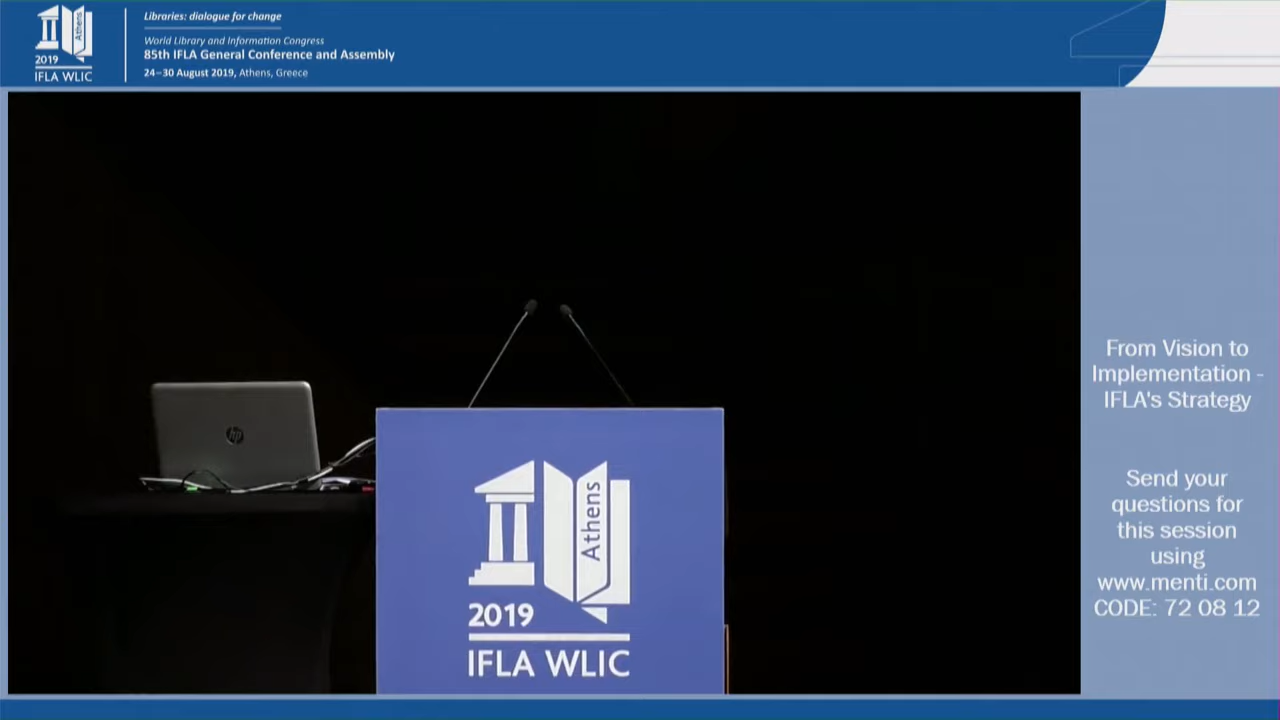 Athens
2019
IFLA WLIC
Libraries: dialogue for change
World Library and Information Congress
85th IFLA General Conference and Assembly
24–30 August 2019, Athens, Greece
hp
Athens
2019
IFLA WLIC
From Vision to
Implementation -
IFLA's Strategy
Send your
questions for
this session
using
www.menti.com
CODE: 72 08 12